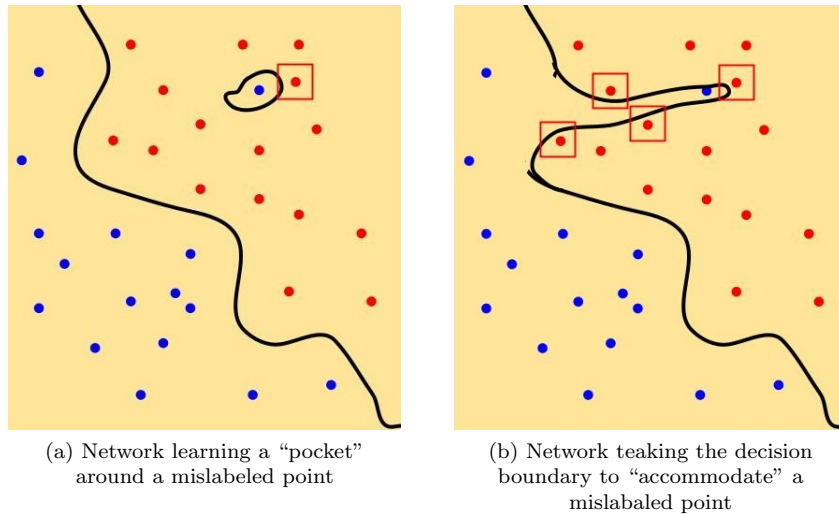 (a) Network learning a “pocket”
around a mislabeled point
(b) Network teaking the decision
boundary to “accommodate” a
mislabaled point